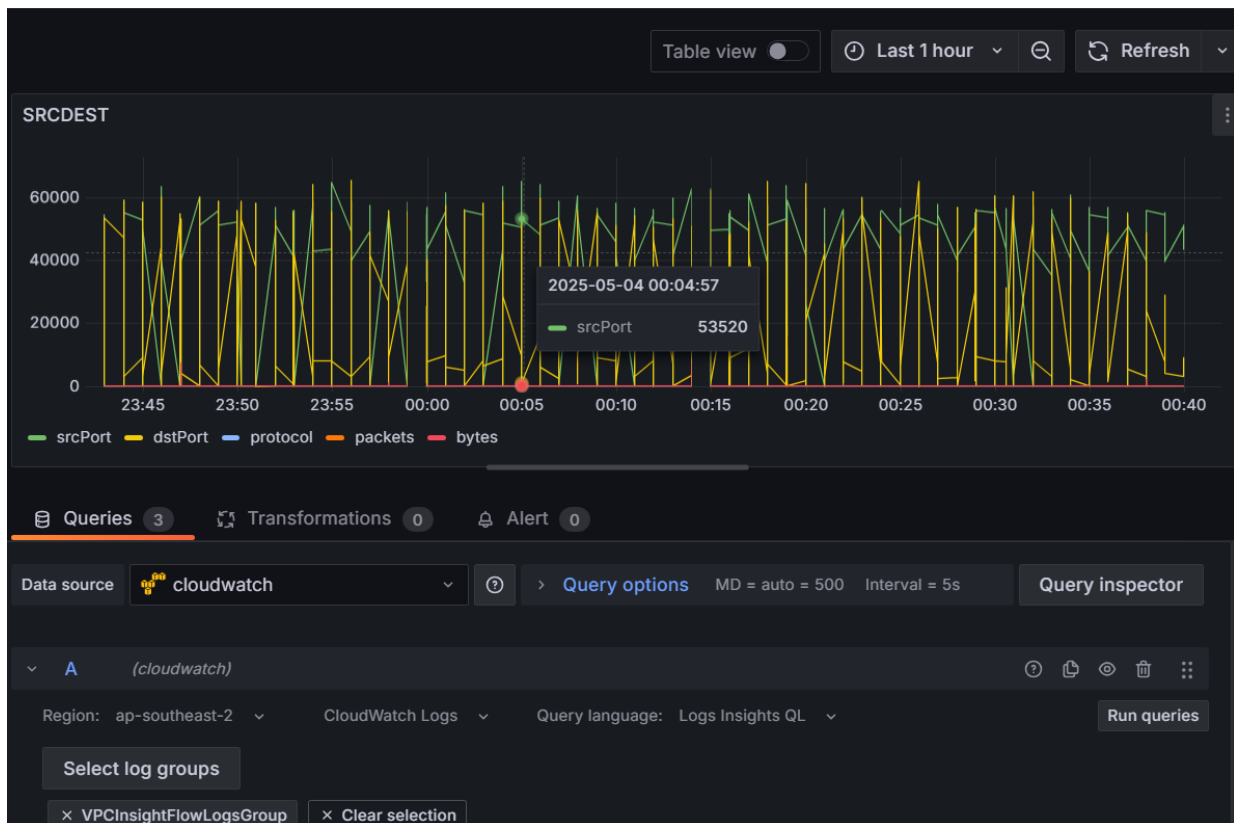 Table view Last 1 hour Refresh
SRCDEST
60000
40000
20000
0
2025-05-04 00:04:57
srcPort 53520
23:45 23:50 23:55 00:00 00:05 00:10 00:15 00:20 00:25 00:30 00:35 00:40
srcPort dstPort protocol packets bytes
Queries 3 Transformations 0 Alert 0
Data source cloudwatch Query options MD = auto = 500 Interval = 5s Query inspector
A (cloudwatch)
Region: ap-southeast-2 CloudWatch Logs Query language: Logs Insights QL Run queries
Select log groups
VPCInsightFlowLogsGroup Clear selection